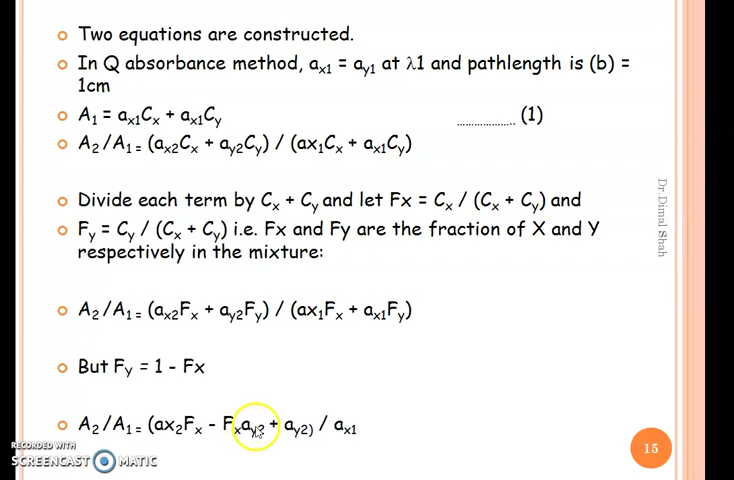 Two equations are constructed.
In Q absorbance method, ax1 = ay1 at λ1 and pathlength is (b) =
1cm
A1 = ax1Cx + ax1Cy ..................... (1)
A2/A1 = (ax2Cx + ay2Cy) / (ax1Cx + ax1Cy)
Divide each term by Cx + Cy and let Fx = Cx / (Cx + Cy) and
Fy = Cy / (Cx + Cy) i.e. Fx and Fy are the fraction of X and Y
respectively in the mixture:
A2/A1 = (ax2Fx + ay2Fy) / (ax1Fx + ax1Fy)
But Fy = 1 - Fx
A2/A1 = (ax2Fx - Fxay2 + ay2) / ax1
Dr.Dimal Shah
RECORDED WITH
SCREENCAST MATIC
15